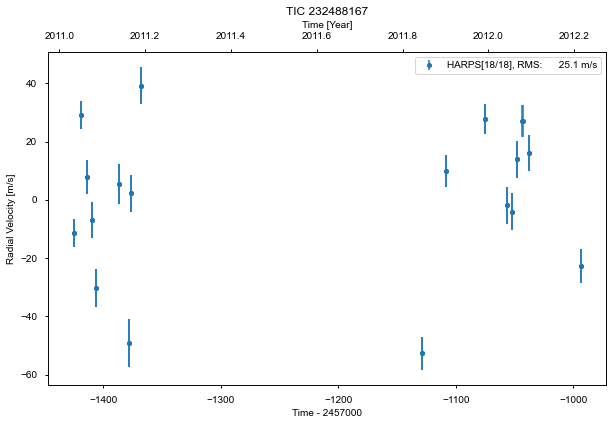 TIC 232488167
Time [Year]
2011.0 2011.2 2011.4 2011.6 2011.8 2012.0 2012.2
HARPS[18/18], RMS: 25.1 m/s
Radial Velocity [m/s]
40
20
0
−20
−40
−60
−1400 −1300 −1200 −1100 −1000
Time - 2457000